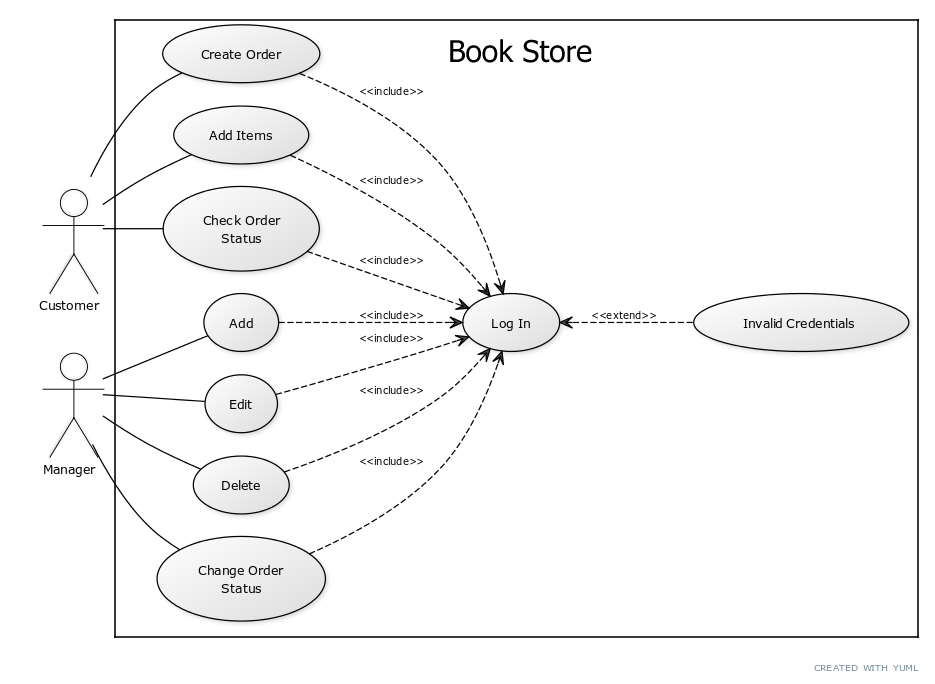 Book Store
Create Order
<<include>>
Add Items
<<include>>
Check Order
Status
<<include>>
Customer
Add
<<include>>
Log In
<<extend>>
Invalid Credentials
<<include>>
Edit
<<include>>
Manager
Delete
<<include>>
Change Order
Status
CREATED WITH YUML